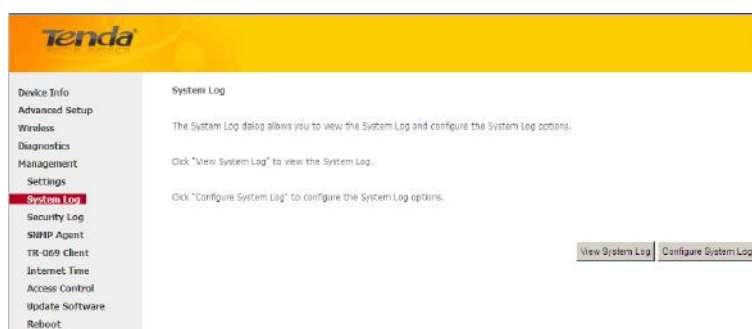 Tenda
Device Info
Advanced Setup
Wireless
Diagnostics
Management
Settings
System Log
Security Log
SNMP Agent
TR-069 Client
Internet Time
Access Control
Update Software
Reboot
System Log
The System Log dialog allows you to view the System Log and configure the System Log options.
Click "View System Log" to view the System Log.
Click "Configure System Log" to configure the System Log options.
View System Log Configure System Log